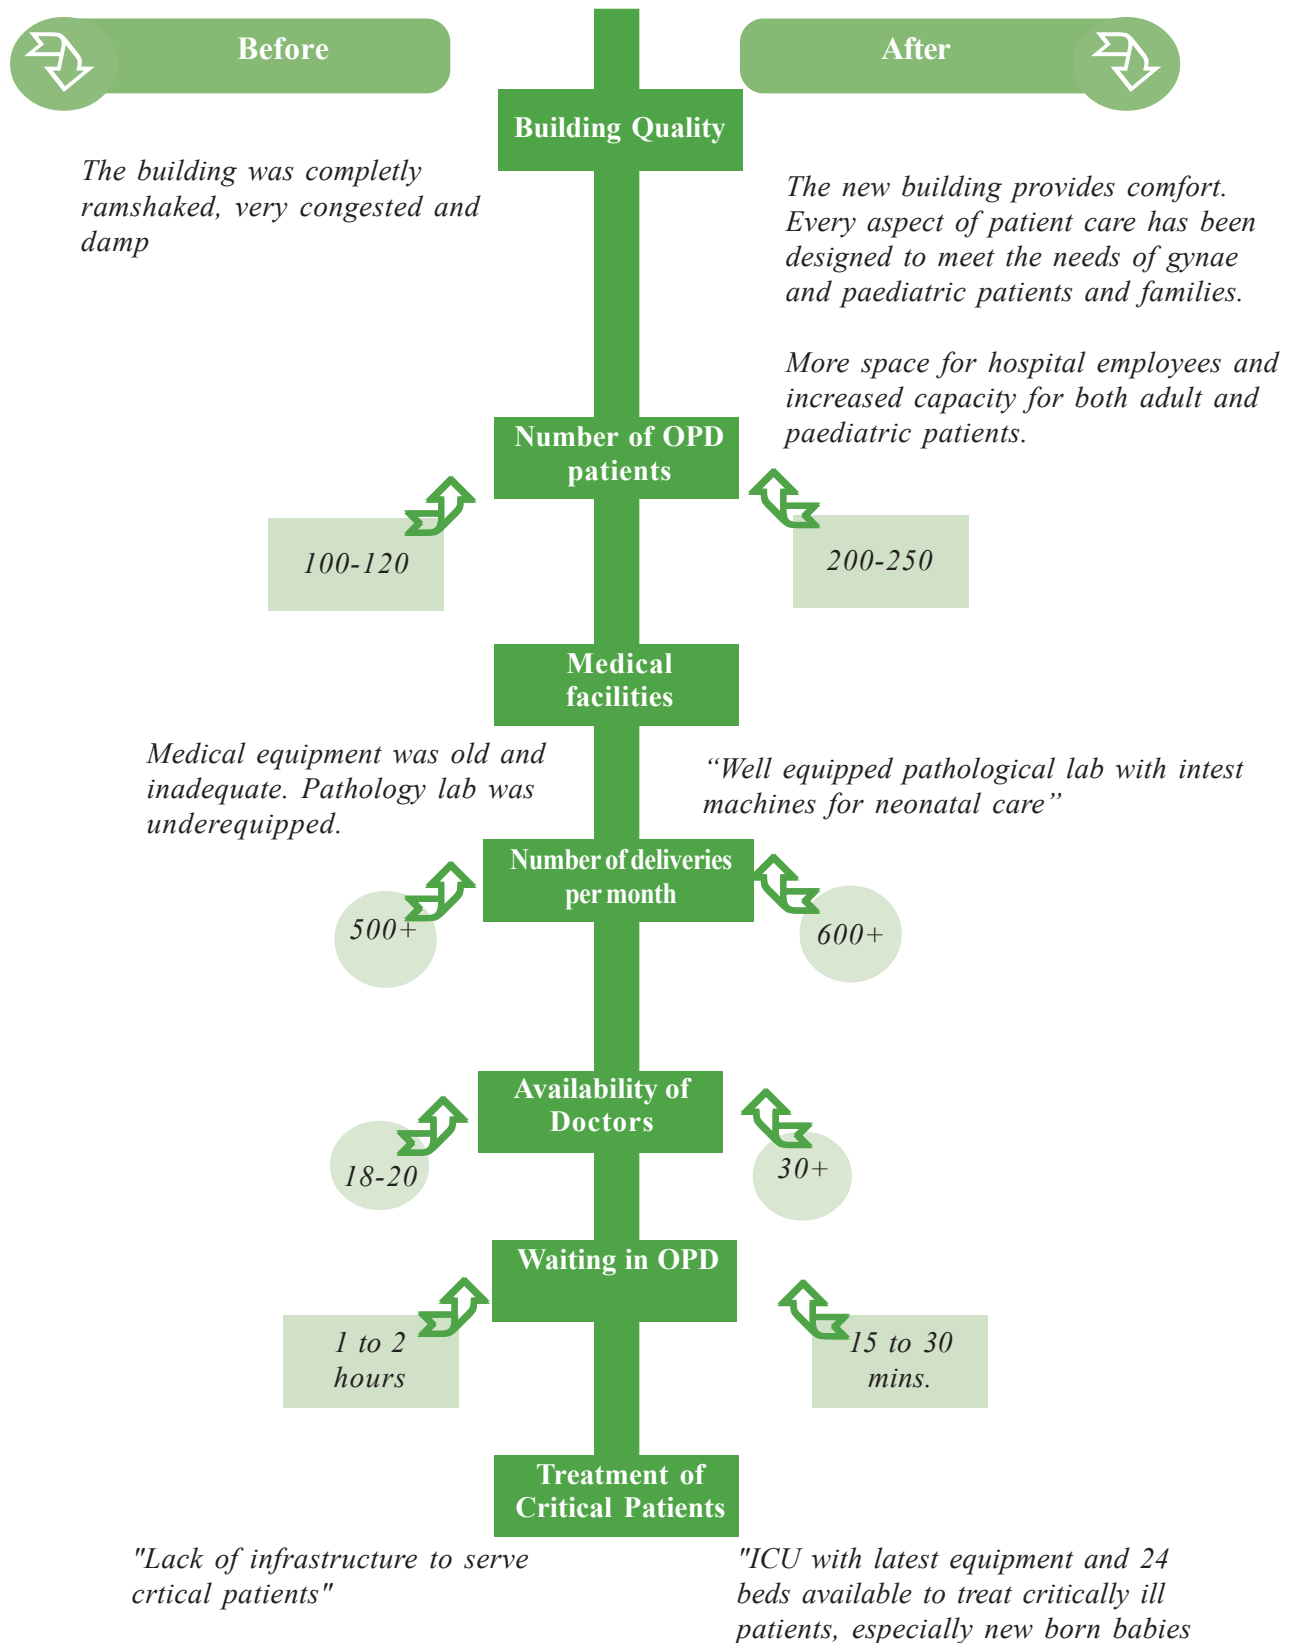 Before
After
Building Quality
The building was completly
ramshaked, very congested and
damp
The new building provides comfort.
Every aspect of patient care has been
designed to meet the needs of gynae
and paediatric patients and families.
More space for hospital employees and
increased capacity for both adult and
paediatric patients.
Number of OPD
patients
100-120
200-250
Medical
facilities
Medical equipment was old and
inadequate. Pathology lab was
underequipped.
“Well equipped pathological lab with intest
machines for neonatal care”
Number of deliveries
per month
500+
600+
Availability of
Doctors
18-20
30+
Waiting in OPD
1 to 2
hours
15 to 30
mins.
Treatment of
Critical Patients
"Lack of infrastructure to serve
crtical patients"
"ICU with latest equipment and 24
beds available to treat critically ill
patients, especially new born babies